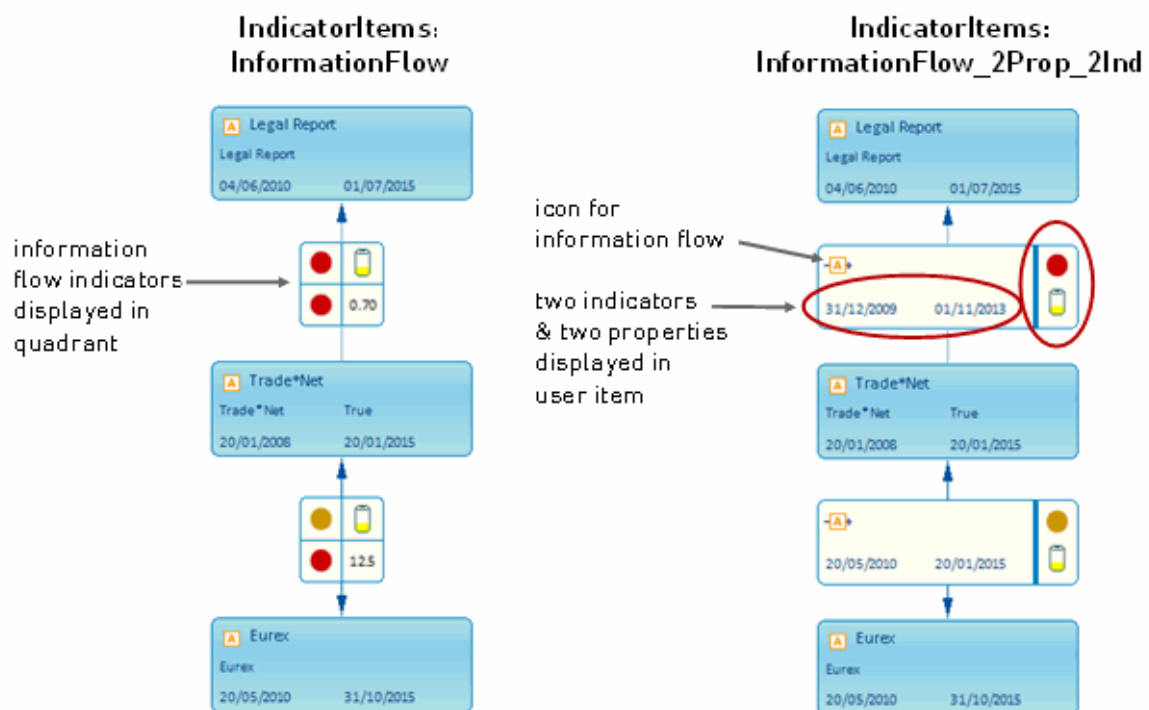 IndicatorItems:
InformationFlow
A Legal Report
Legal Report
04/06/2010 01/07/2015
information
flow indicators
displayed in
quadrant
0.70
A Trade*Net
Trade*Net True
20/01/2008 20/01/2015
12.5
A Eurex
Eurex
20/05/2010 31/10/2015
IndicatorItems:
InformationFlow_2Prop_2Ind
A Legal Report
Legal Report
04/06/2010 01/07/2015
icon for
information flow
A
two indicators
& two properties
displayed in
user item
31/12/2009 01/11/2013
A Trade*Net
Trade*Net True
20/01/2008 20/01/2015
A
20/05/2010 20/01/2015
A Eurex
Eurex
20/05/2010 31/10/2015